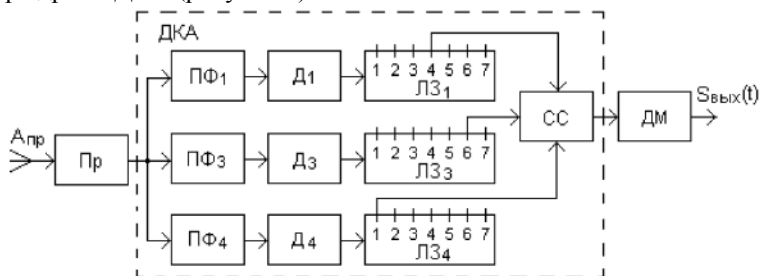 ДКА
ПФ1 Д1 1 2 3 4 5 6 7
ЛЗ1
Апр Sвых(t)
Пр ПФ3 Д3 1 2 3 4 5 6 7 СС ДМ
ЛЗ3
ПФ4 Д4 1 2 3 4 5 6 7
ЛЗ4